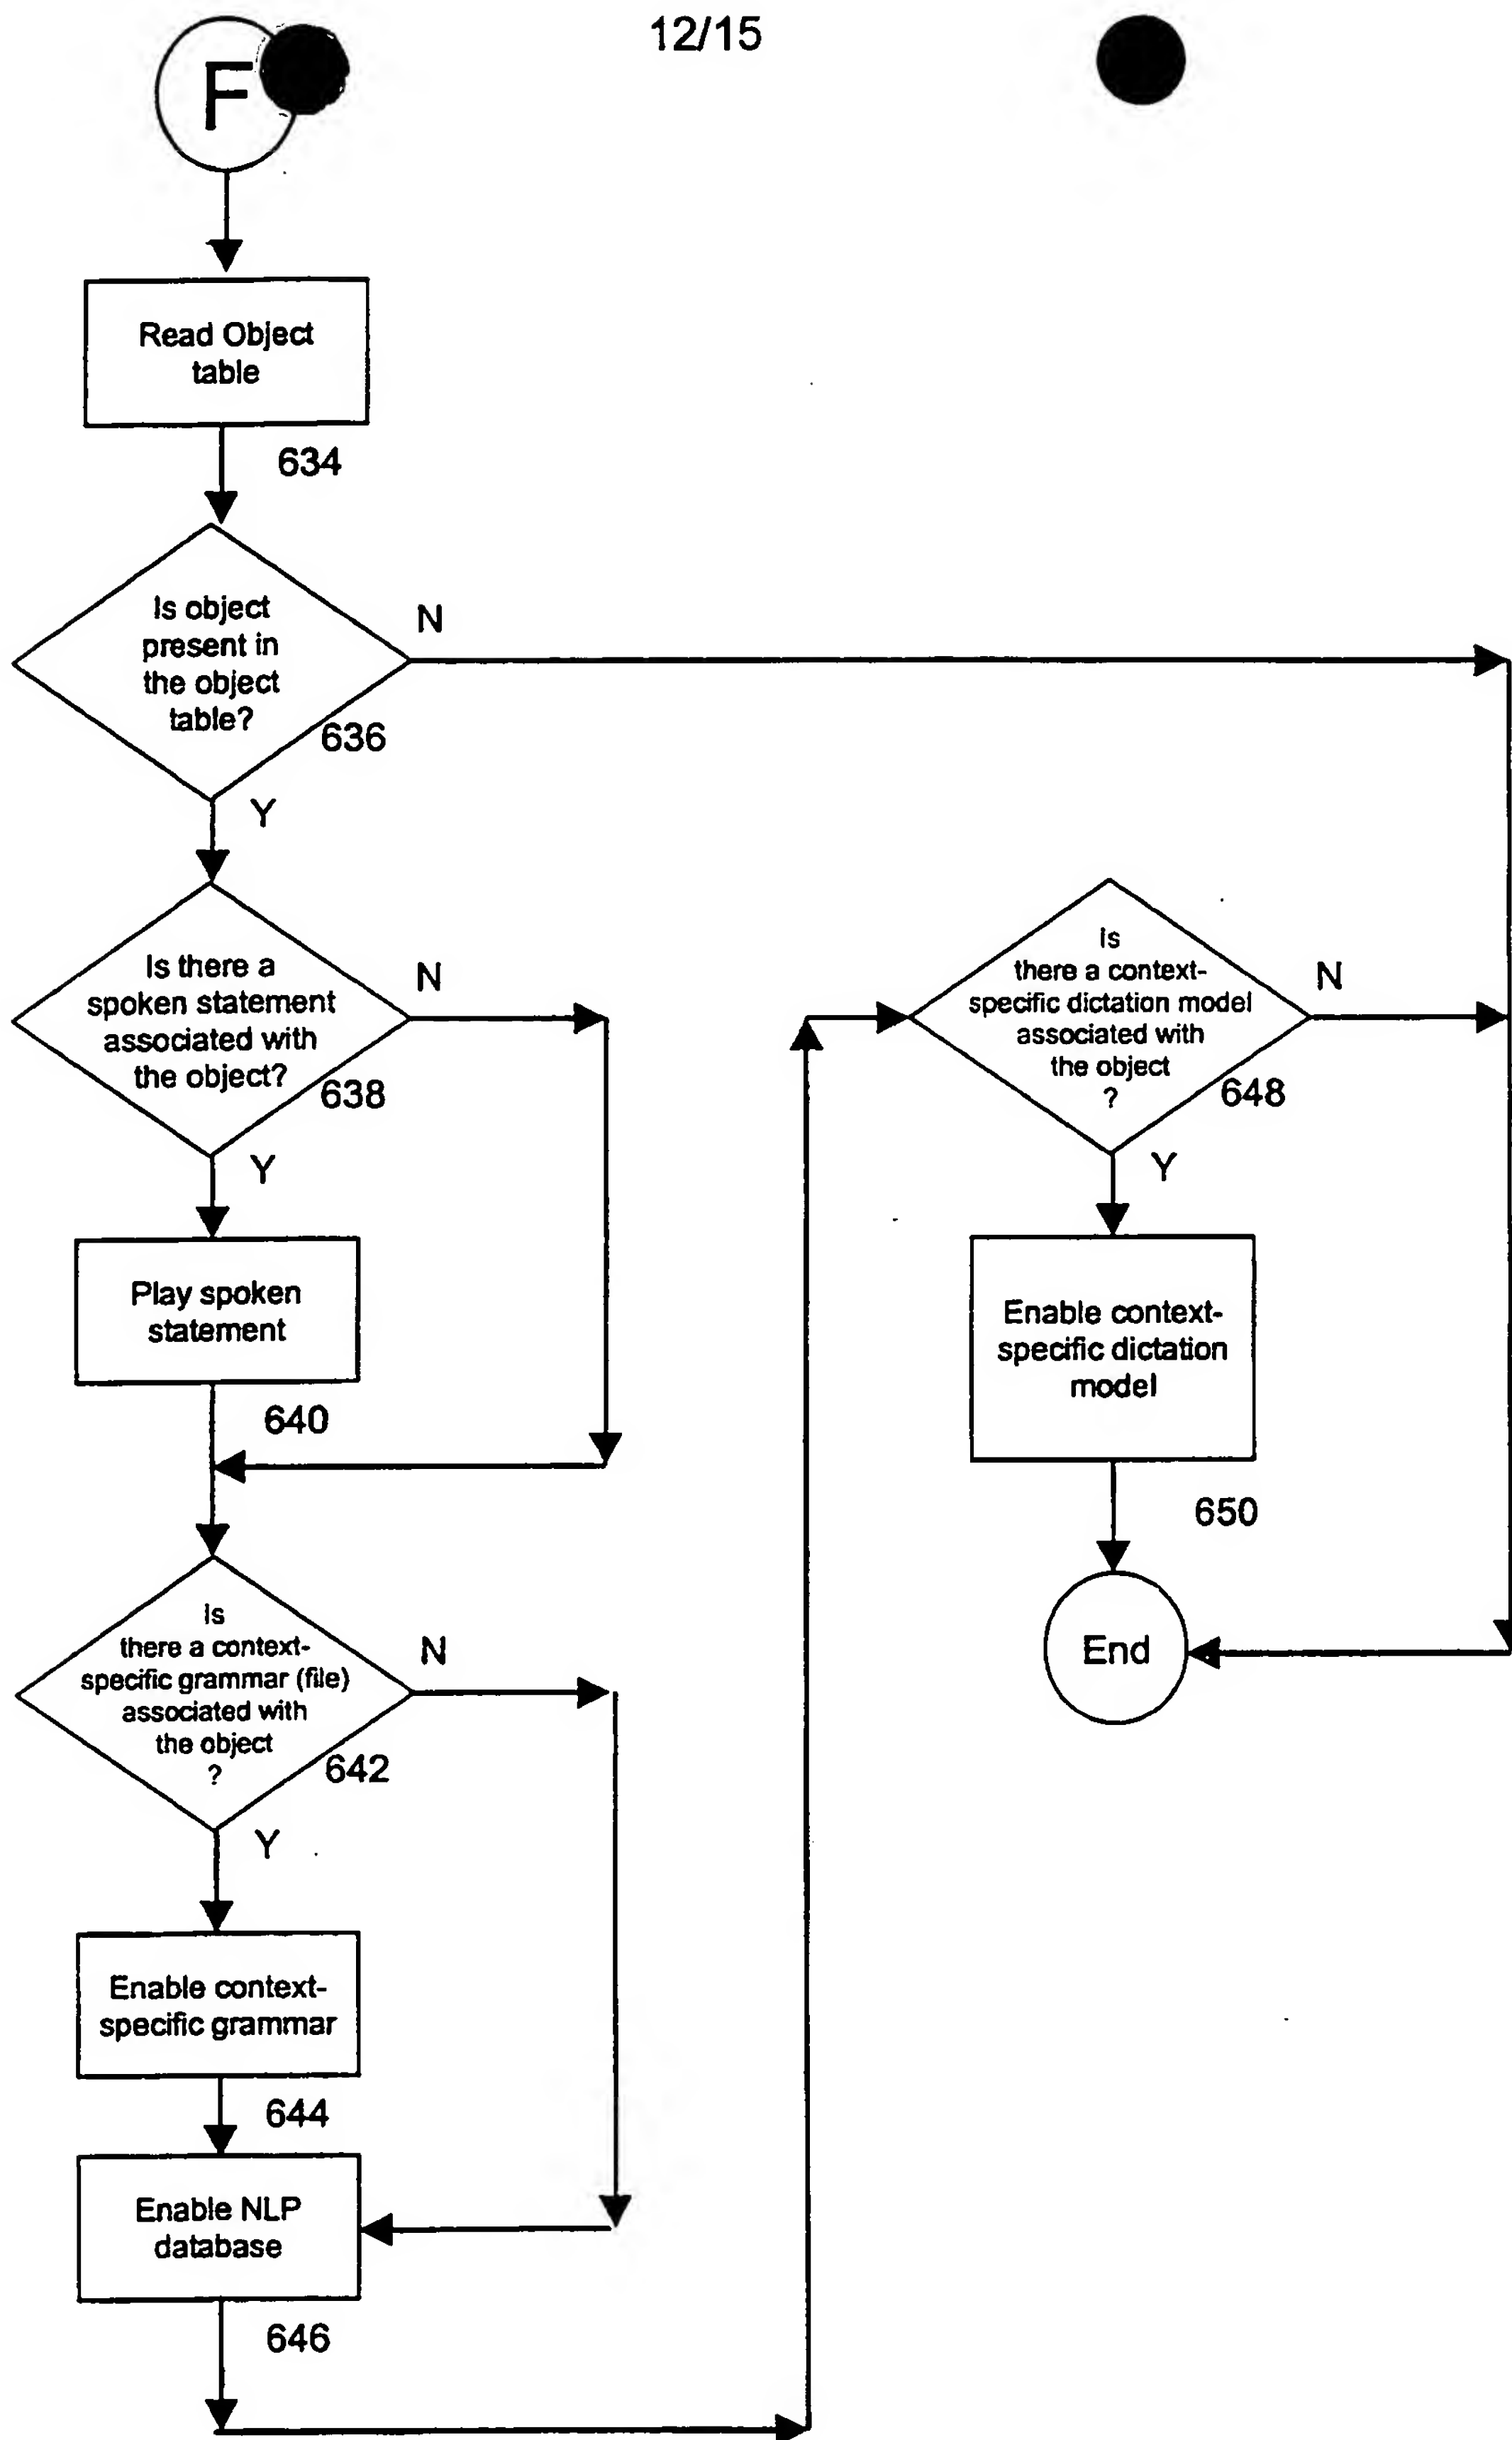 12/15
F
Read Object
table
634
Is object
present in
the object
table?
N
636
Y
Is there a
spoken statement
associated with
the object?
N
638
Y
Play spoken
statement
640
Is
there a context-
specific grammar (file)
associated with
the object
?
N
642
Y
Enable context-
specific grammar
644
Enable NLP
database
646
Is
there a context-
specific dictation model
associated with
the object
?
N
648
Y
Enable context-
specific dictation
model
650
End